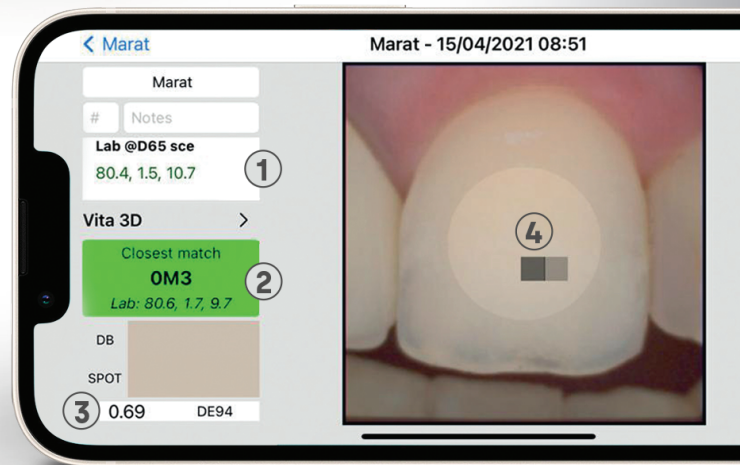 Marat
Marat - 15/04/2021 08:51
Marat
#
Notes
Lab @D65 sce
80.4, 1.5, 10.7
1
Vita 3D
Closest match
0M3
Lab: 80.6, 1.7, 9.7
2
DB
SPOT
3
0.69
DE94
4